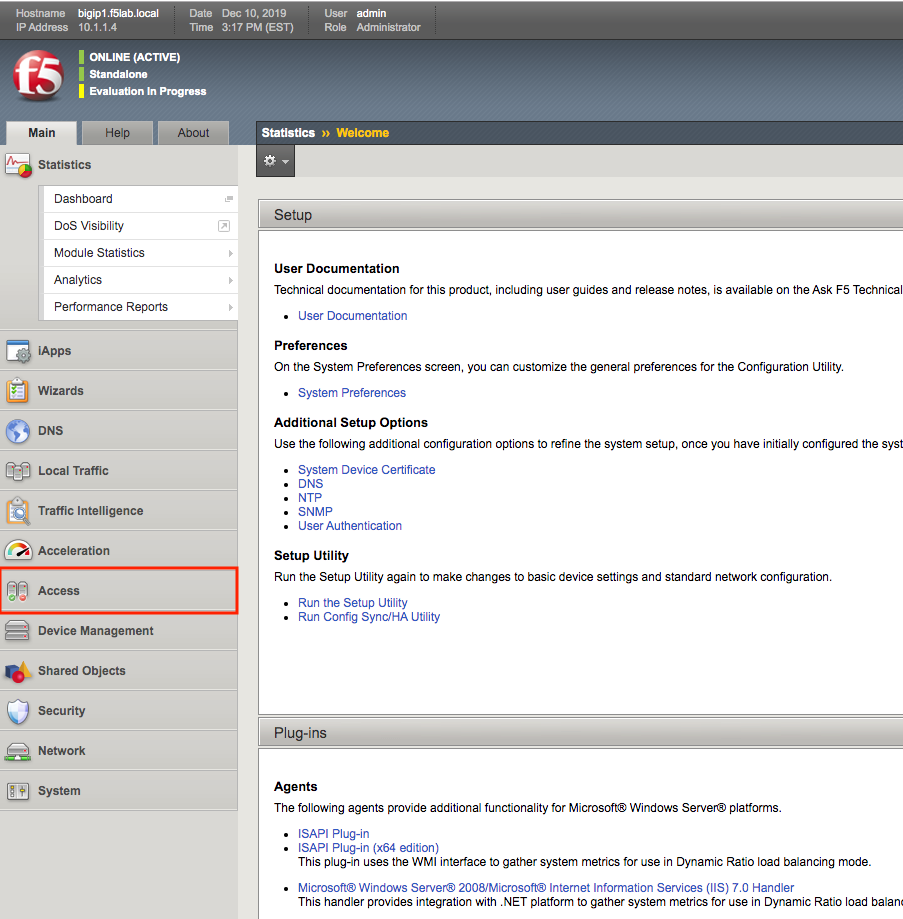 Hostname bigip1.f5lab.local Date Dec 10, 2019 User admin
IP Address 10.1.1.4 Time 3:17 PM (EST) Role Administrator
f5
ONLINE (ACTIVE)
Standalone
Evaluation In Progress
Main Help About
Statistics
Dashboard
DoS Visibility
Module Statistics
Analytics
Performance Reports
iApps
Wizards
DNS
Local Traffic
Traffic Intelligence
Acceleration
Access
Device Management
Shared Objects
Security
Network
System
Statistics ›› Welcome
Setup
User Documentation
Technical documentation for this product, including user guides and release notes, is available on the Ask F5 Technical
• User Documentation
Preferences
On the System Preferences screen, you can customize the general preferences for the Configuration Utility.
• System Preferences
Additional Setup Options
Use the following additional configuration options to refine the system setup, once you have initially configured the syst
• System Device Certificate
• DNS
• NTP
• SNMP
• User Authentication
Setup Utility
Run the Setup Utility again to make changes to basic device settings and standard network configuration.
• Run the Setup Utility
• Run Config Sync/HA Utility
Plug-ins
Agents
The following agents provide additional functionality for Microsoft® Windows Server® platforms.
• ISAPI Plug-in
• ISAPI Plug-in (x64 edition)
This plug-in uses the WMI interface to gather system metrics for use in Dynamic Ratio load balancing mode.
• Microsoft® Windows Server® 2008/Microsoft® Internet Information Services (IIS) 7.0 Handler
This handler provides integration with .NET platform to gather system metrics for use in Dynamic Ratio load balanc